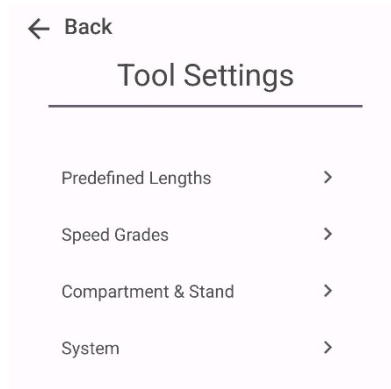 Back
Tool Settings
Predefined Lengths
Speed Grades
Compartment & Stand
System